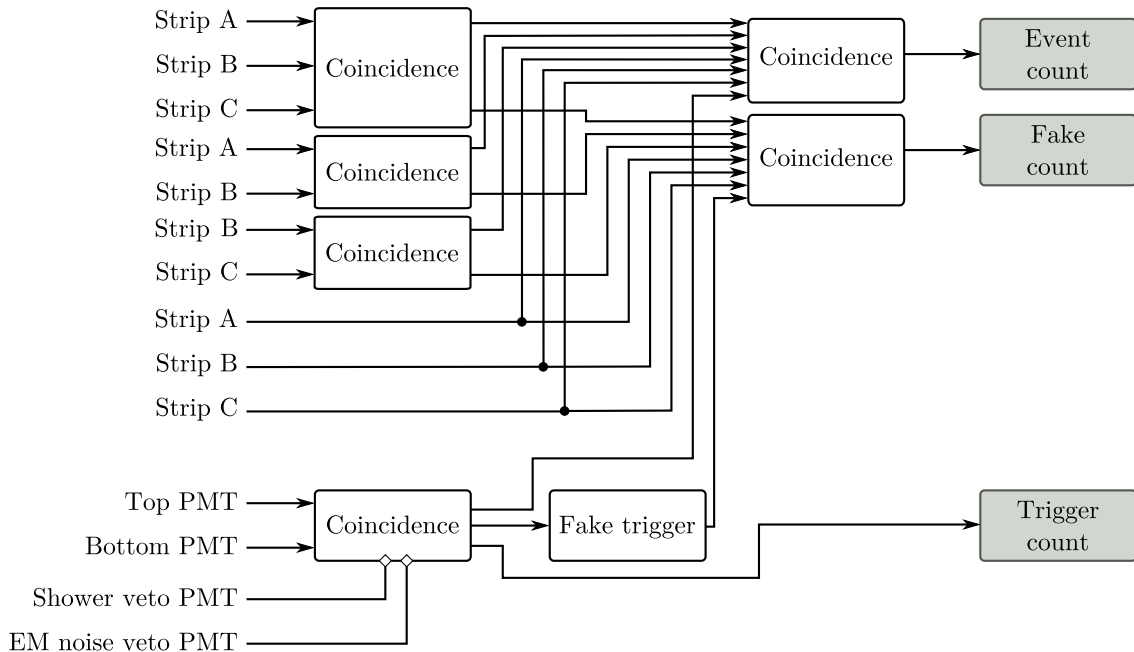 Strip A
Strip B
Strip C
Coincidence
Strip A
Strip B
Coincidence
Strip B
Strip C
Coincidence
Strip A
Strip B
Strip C
Coincidence
Event
count
Coincidence
Fake
count
Top PMT
Bottom PMT
Shower veto PMT
EM noise veto PMT
Coincidence
Fake trigger
Trigger
count